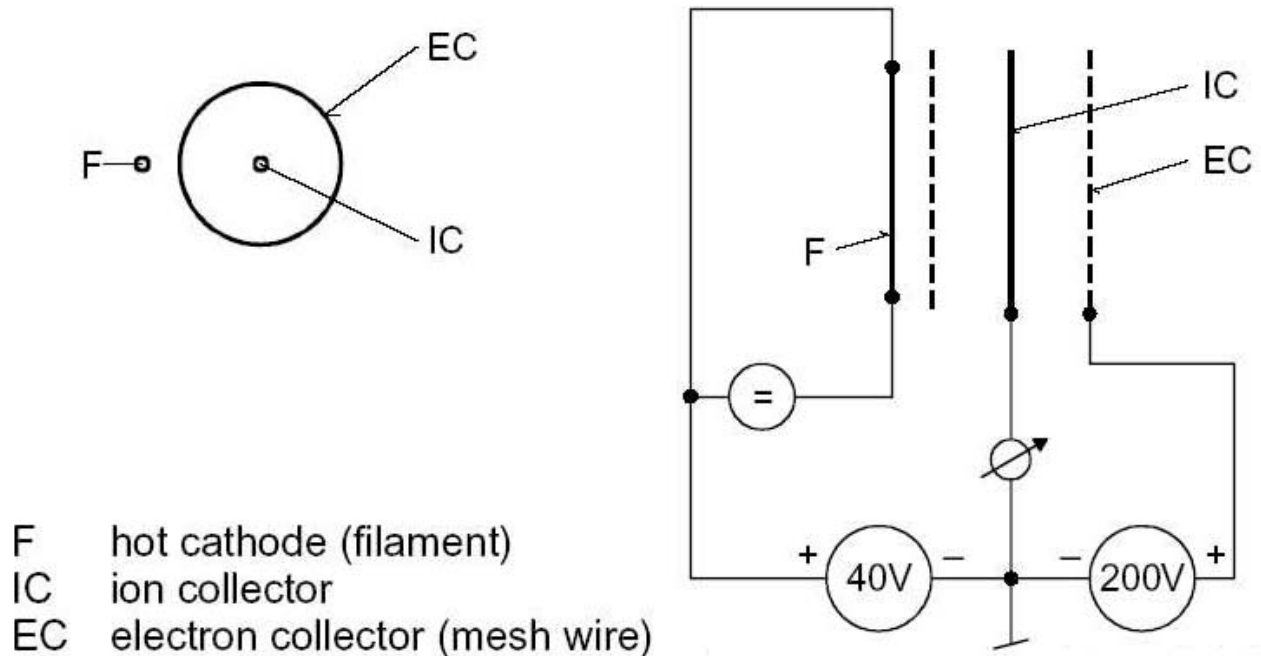 EC
F
IC
IC
EC
F
=
+ 40V – – 200V +
F hot cathode (filament)
IC ion collector
EC electron collector (mesh wire)